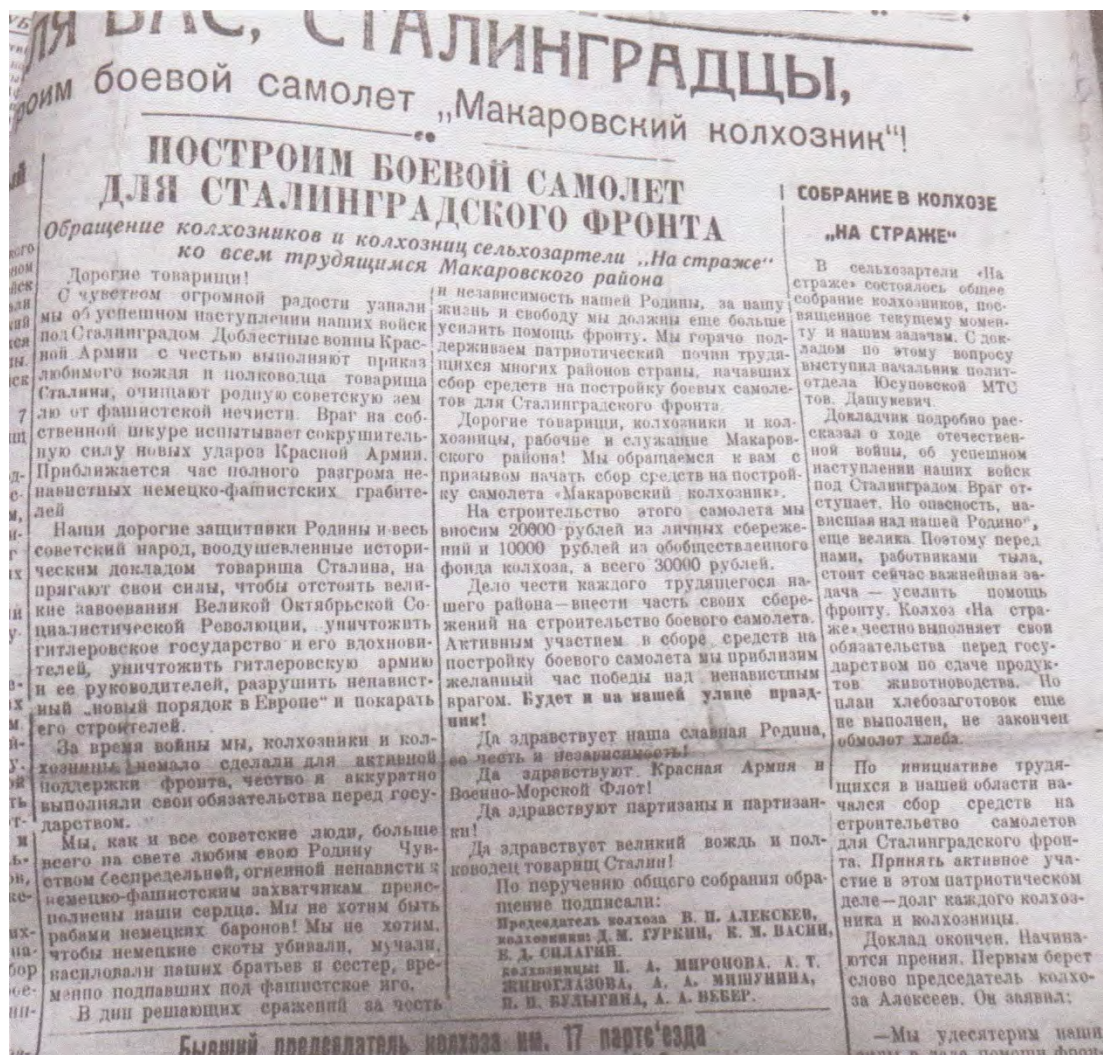 ЛЯ ВАС, СТАЛИНГРАДЦЫ,
роим боевой самолет „Макаровский колхозник“!
ПОСТРОИМ БОЕВОЙ САМОЛЕТ
ДЛЯ СТАЛИНГРАДСКОГО ФРОНТА
Обращение колхозников и колхозниц сельхозартели „На страже“
ко всем трудящимся Макаровского района
Дорогие товарищи!
С чувством огромной радости узнали
мы об успешном наступлении наших войск
под Сталинградом. Доблестные воины Крас-
ной Армии с честью выполняют приказ
любимого вождя и полководца товарища
Сталина, очищают родную советскую зем
лю от фашистской нечисти. Враг на соб-
ственной шкуре испытывает сокрушитель-
ную силу новых ударов Красной Армии.
Приближается час полного разгрома не-
навистных немецко-фашистских грабите-
лей
Наши дорогие защитники Родины и весь
советский народ, воодушевленные истори-
ческим докладом товарища Сталина, на
прягают свои силы, чтобы отстоять вели-
кие завоевания Великой Октябрьской Со-
циалистической Революции, уничтожить
гитлеровское государство и его вдохнови-
телей, уничтожить гитлеровскую армию
и ее руководителей, разрушить ненавист-
ный „новый порядок в Европе“ и покарать
его строителей.
За время войны мы, колхозники и кол-
хозницы, немало сделали для активной
поддержки фронта, честно и аккуратно
выполняли свои обязательства перед госу-
дарством.
Мы, как и все советские люди, больше
всего на свете любим свою Родину Чув-
ством беспредельной, огненной ненависти к
немецко-фашистским захватчикам преис-
полнены наши сердца. Мы не хотим быть
рабами немецких баронов! Мы не хотим,
чтобы немецкие скоты убивали, мучали,
насиловали наших братьев и сестер, вре-
менно подпавших под фашистское иго.
В дни решающих сражений за честь
и независимость нашей Родины, за нашу
жизнь и свободу мы должны еще больше
усилить помощь фронту. Мы горячо под-
держиваем патриотический почин трудя-
щихся многих районов страны, начавших
сбор средств на постройку боевых самоле-
тов для Сталинградского фронта.
Дорогие товарищи, колхозники и кол-
хозницы, рабочие и служащие Макаров-
ского района! Мы обращаемся к вам с
призывом начать сбор средств на построй-
ку самолета «Макаровский колхозник».
На строительство этого самолета мы
вносим 20000 рублей из личных сбереже-
ний и 10000 рублей из обобществленного
фонда колхоза, а всего 30000 рублей.
Дело чести каждого трудящегося на-
шего района—внести часть своих сбере-
жений на строительство боевого самолета.
Активным участием в сборе средств на
постройку боевого самолета мы приблизим
желанный час победы над ненавистным
врагом. Будет и на нашей улице празд-
ник!
Да здравствует наша славная Родина,
ее честь и независимость!
Да здравствуют Красная Армия и
Военно-Морской Флот!
Да здравствуют партизаны и партизан-
ки!
Да здравствует великий вождь и пол-
ководец товарищ Сталин!
По поручению общего собрания обра-
щение подписали:
Председатель колхоза В. П. АЛЕКСЕЕВ,
колхозники: Д. М. ГУРКИН, К. М. ВАСИН,
В. Д. СИЛАГИН.
колхозницы: Н. А. МИРОНОВА, А. Т.
ЖИВОГЛАЗОВА, А. А. МИШУНИНА,
П. П. БУЛЫГИНА, А. А. ВЕБЕР.
СОБРАНИЕ В КОЛХОЗЕ
„НА СТРАЖЕ“
В сельхозартели «На
страже» состоялось общее
собрание колхозников, пос-
вященное текущему момен-
ту и нашим задачам. С док-
ладом по этому вопросу
выступил начальник полит-
отдела Юсуповской МТС
тов. Дашукевич.
Докладчик подробно рас-
сказал о ходе отечествен-
ной войны, об успешном
наступлении наших войск
под Сталинградом. Враг от-
ступает. Но опасность, на-
висшая над нашей Родино",
еще велика. Поэтому перед
нами, работниками тыла,
стоит сейчас важнейшая за-
дача — усилить помощь
фронту. Колхоз «На стра-
же» честно выполняет свои
обязательства перед госу-
дарством по сдаче продук-
тов животноводства. Но
план хлебозаготовок еще
не выполнен, не закончен
обмолот хлеба.
По инициативе трудя-
щихся в нашей области на-
чался сбор средств на
строительство самолетов
для Сталинградского фрон-
та. Принять активное уча-
стие в этом патриотическом
деле—долг каждого колхоз-
ника и колхозницы.
Доклад окончен. Начина-
ются прения. Первым берет
слово председатель колхо-
за Алексеев. Он заявил:
—Мы удесятерим наши
Бывший председатель колхоза им. 17 партс'езда